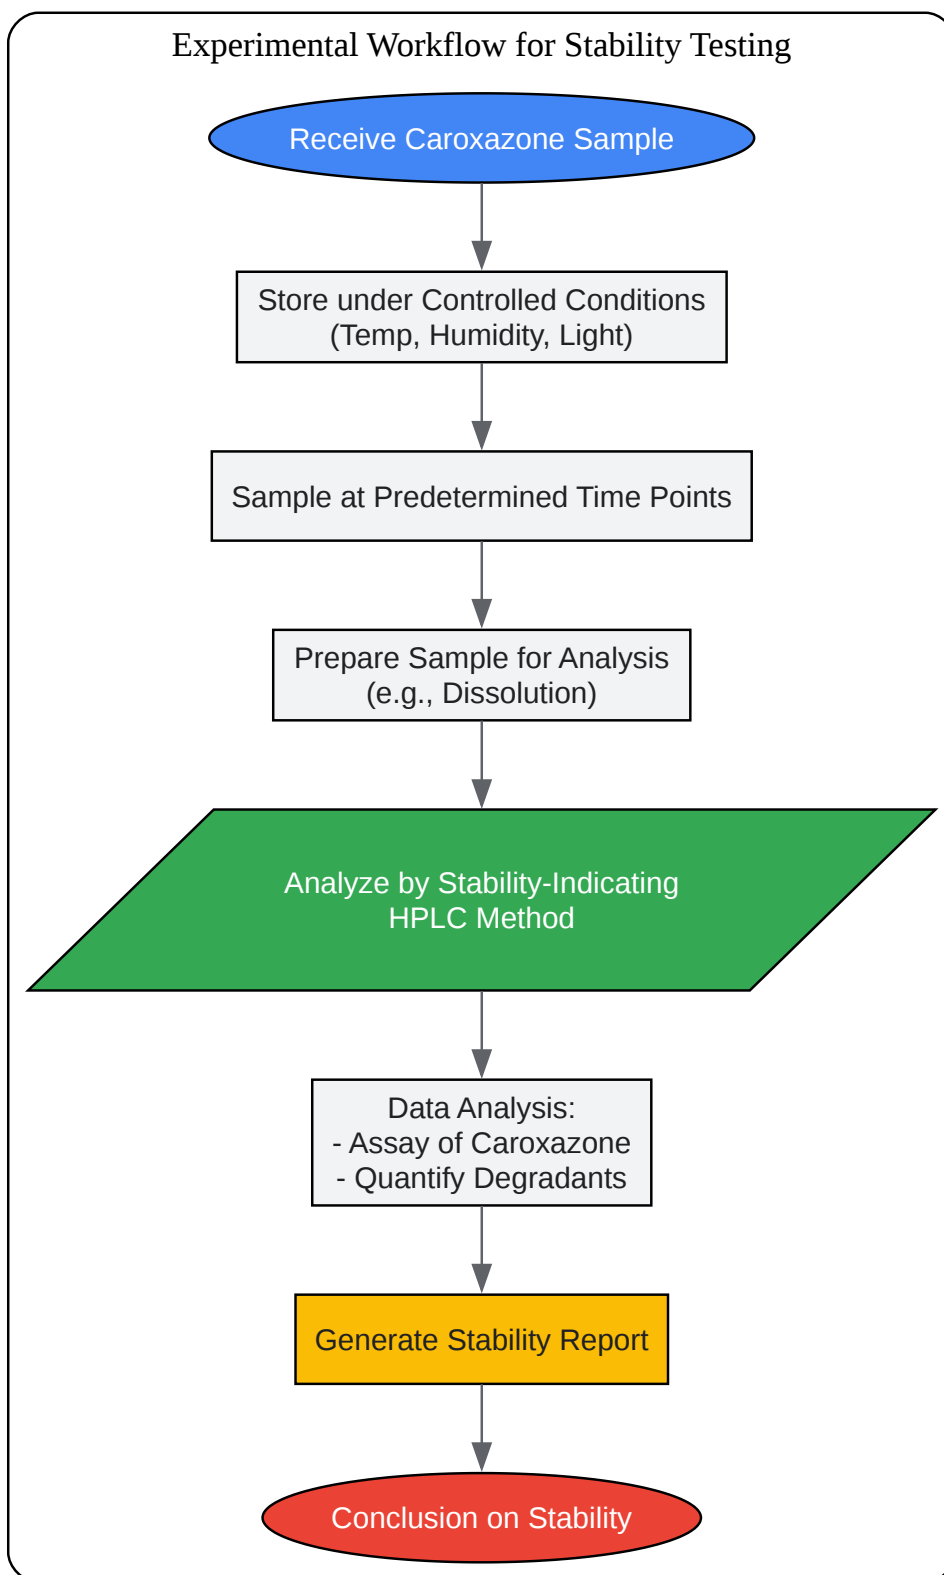 Experimental Workflow for Stability Testing
Receive Caroxazone Sample
Store under Controlled Conditions
(Temp, Humidity, Light)
Sample at Predetermined Time Points
Prepare Sample for Analysis
(e.g., Dissolution)
Analyze by Stability-Indicating
HPLC Method
Data Analysis:
- Assay of Caroxazone
- Quantify Degradants
Generate Stability Report
Conclusion on Stability